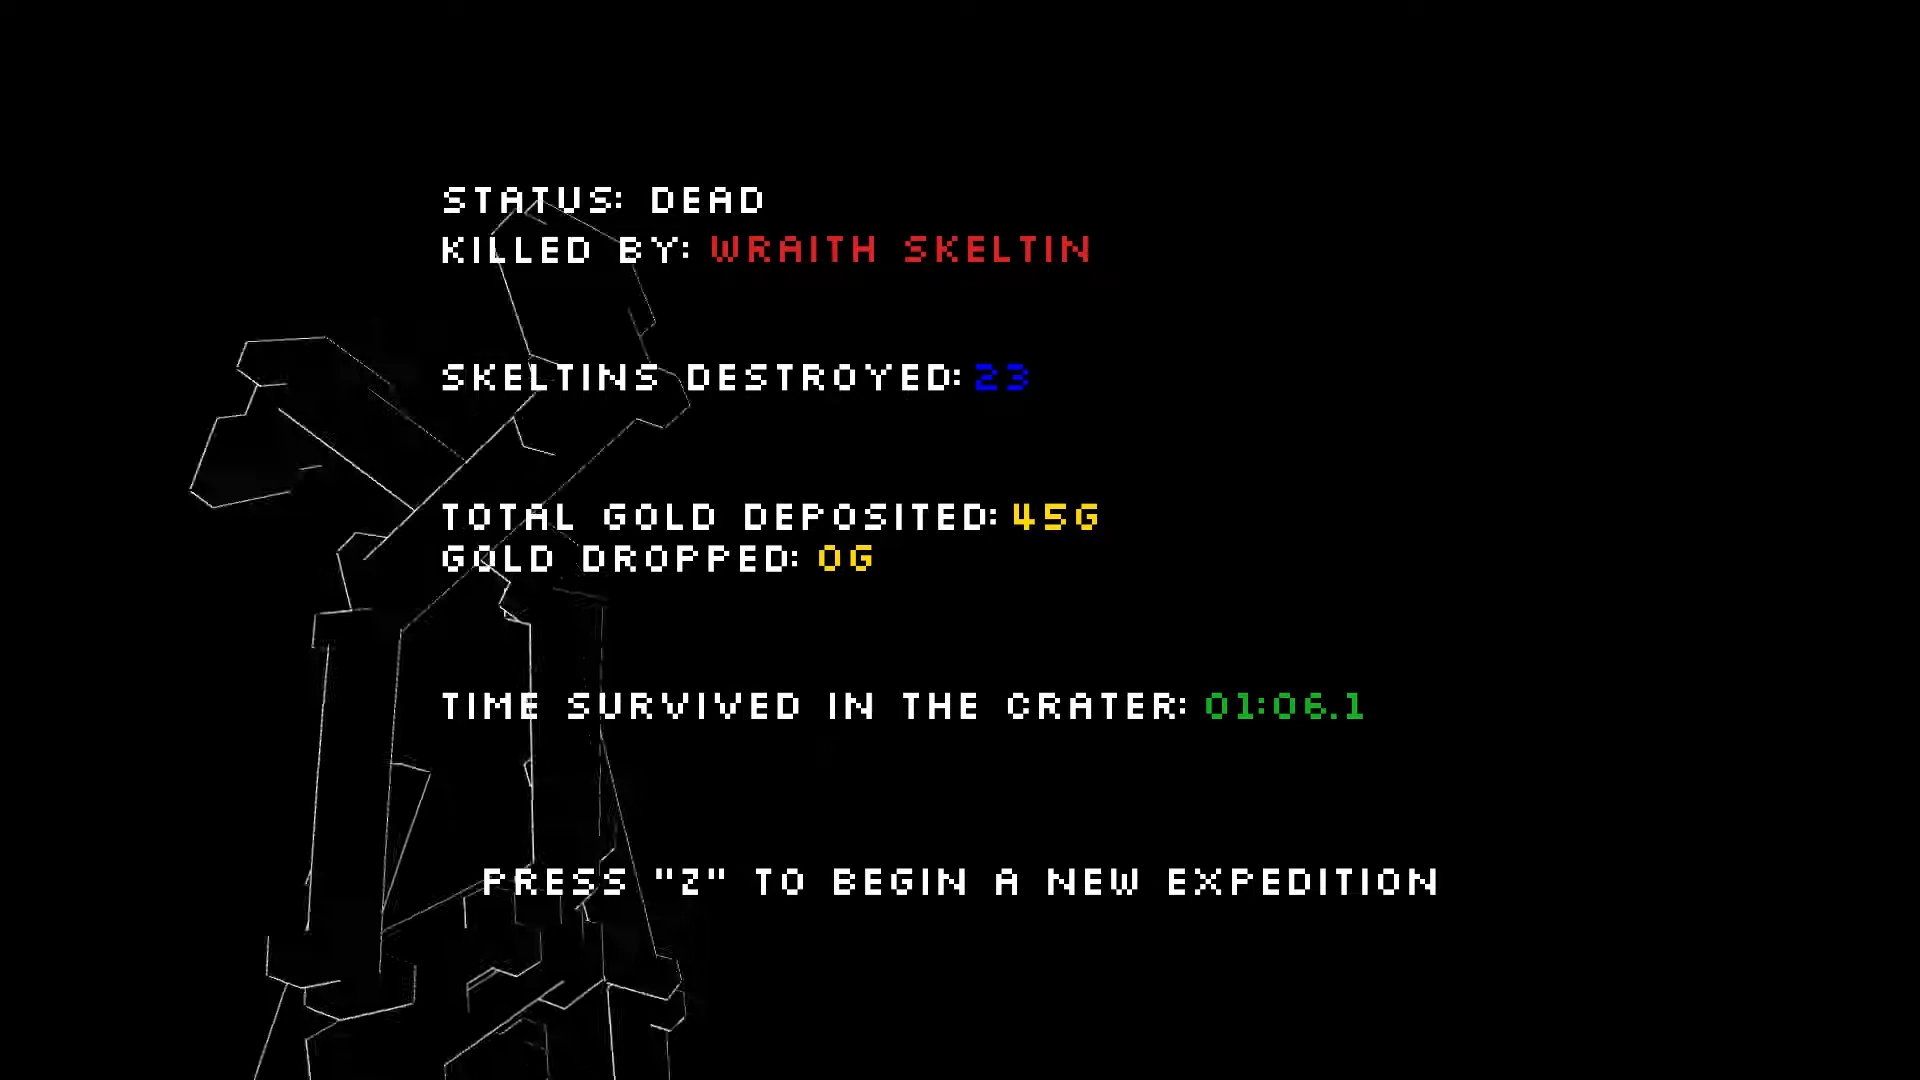 STATUS: DEAD
KILLED BY: WRAITH SKELTIN
SKELTINS DESTROYED: 23
TOTAL GOLD DEPOSITED: 45G
GOLD DROPPED: 0G
TIME SURVIVED IN THE CRATER: 01:06.1
PRESS "Z" TO BEGIN A NEW EXPEDITION